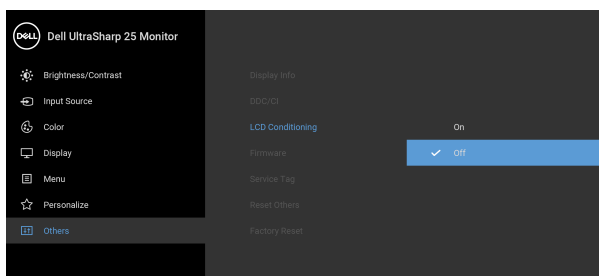 DELL Dell UltraSharp 25 Monitor
Brightness/Contrast
Input Source
Color
Display
Menu
Personalize
Others
Display Info
DDC/CI
LCD Conditioning
Firmware
Service Tag
Reset Others
Factory Reset
On
Off